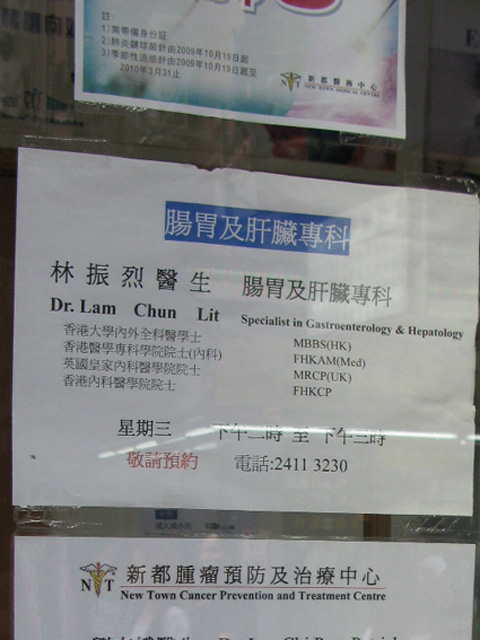 註:
1)需帶備身份証
2)肺炎鏈球菌針由2009年10月19日起
3)季節性流感針由2009年10月19日起至
2010年3月31止
新都醫務中心
NT NEW TOWN MEDICAL CENTRE
腸胃及肝臟專科
林振烈醫生 腸胃及肝臟專科
Dr. Lam Chun Lit Specialist in Gastroenterology & Hepatology
香港大學內外全科醫學士 MBBS(HK)
香港醫學專科學院院士(內科) FHKAM(Med)
英國皇家內科醫學院院士 MRCP(UK)
香港內科醫學院院士 FHKCP
星期三 下午二時 至 下午三時
敬請預約 電話:2411 3230
NT 新都腫瘤預防及治療中心
New Town Cancer Prevention and Treatment Centre